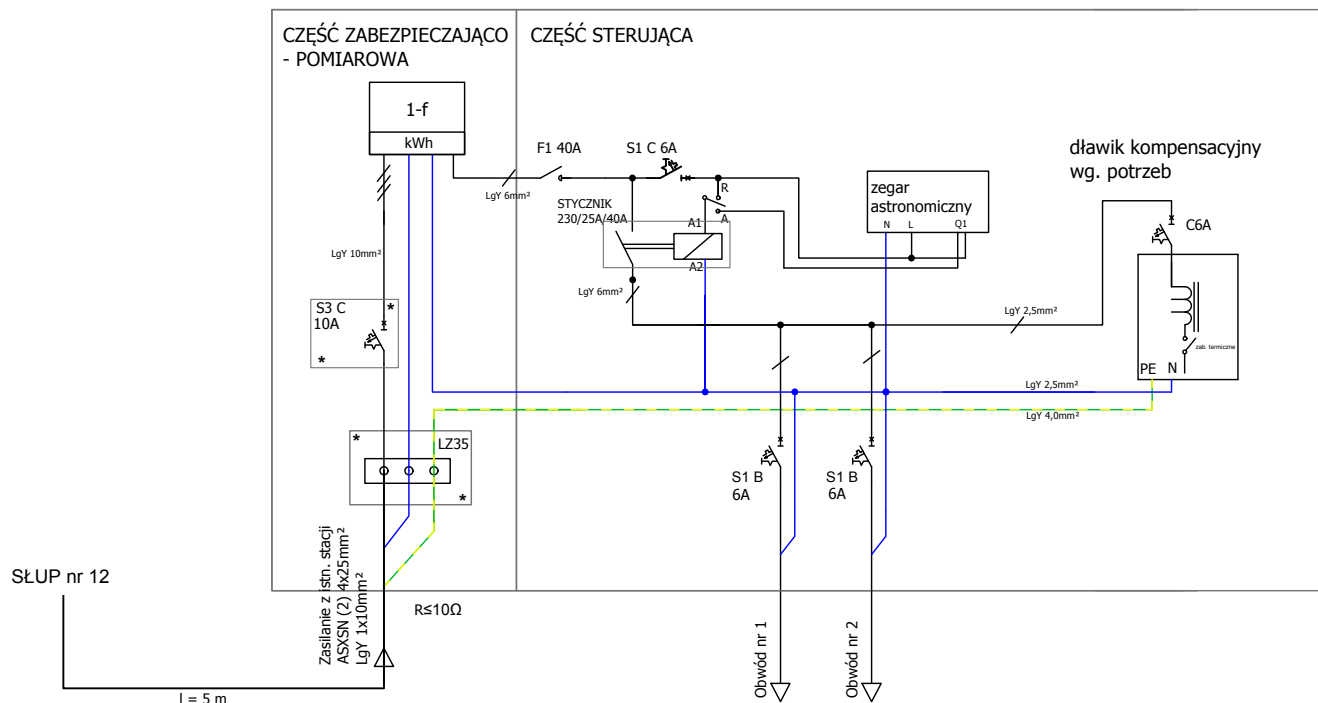 CZĘŚĆ ZABEZPIECZAJĄCO
- POMIAROWA
CZĘŚĆ STERUJĄCA
1-f
kWh
F1 40A
S1 C 6A
LgY 6mm²
STYCZNIK
230/25A/40A
R
A
A1
A2
zegar
astronomiczny
N L Q1
dławik kompensacyjny
wg. potrzeb
C6A
LgY 10mm²
LgY 6mm²
LgY 2,5mm²
S3 C *
10A
*
zab. termiczne
PE N
LgY 2,5mm²
LgY 4,0mm²
* LZ35
*
S1 B
6A
S1 B
6A
SŁUP nr 12
Zasilanie z istn. stacji
ASXSN (2) 4x25mm²
LgY 1x10mm²
R≤10Ω
Obwód nr 1
Obwód nr 2
l = 5 m